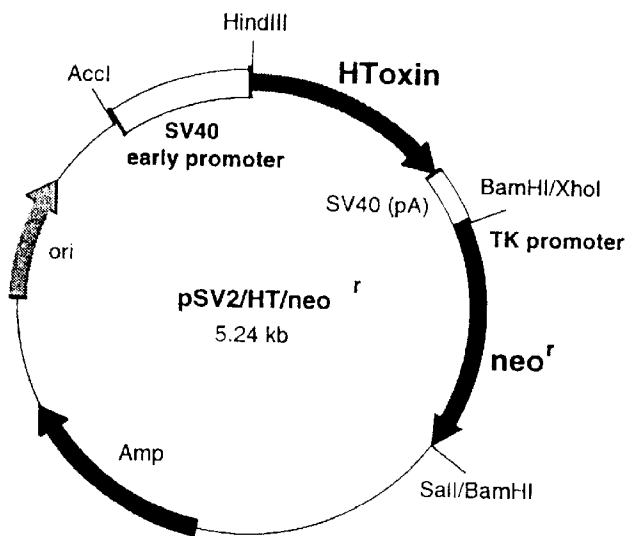 HindIII
AccI
HToxin
SV40
early promoter
SV40 (pA)
BamHI/XhoI
TK promoter
ori
pSV2/HT/neo r
5.24 kb
neo r
Amp
SalI/BamHI